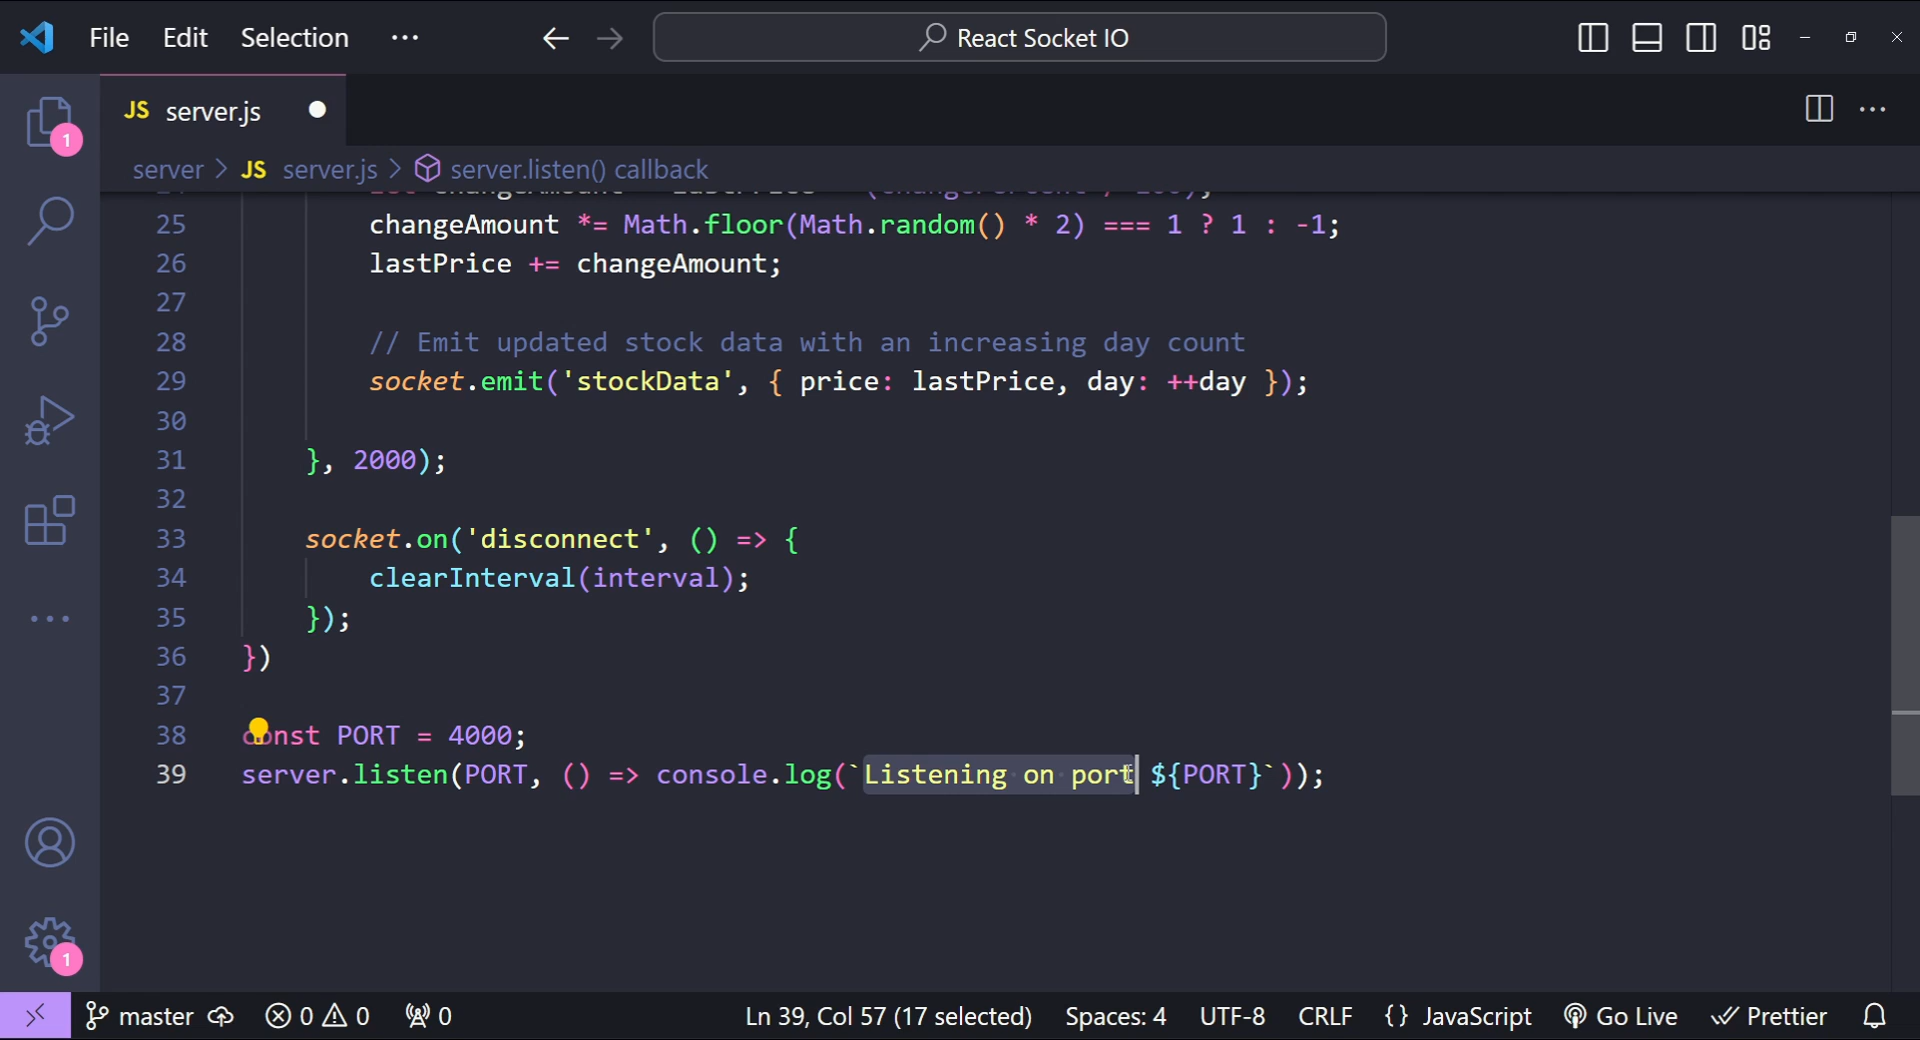 File Edit Selection ··· React Socket IO
JS server.js
1
server > JS server.js > server.listen() callback
25 changeAmount *= Math.floor(Math.random() * 2) === 1 ? 1 : -1;
26 lastPrice += changeAmount;
27
28 // Emit updated stock data with an increasing day count
29 socket.emit('stockData', { price: lastPrice, day: ++day });
30
31 }, 2000);
32
33 socket.on('disconnect', () => {
34 clearInterval(interval);
35 });
36 })
37
38 const PORT = 4000;
39 server.listen(PORT, () => console.log(`Listening on port ${PORT}`));
1
master 0 0 0 Ln 39, Col 57 (17 selected) Spaces: 4 UTF-8 CRLF {} JavaScript Go Live Prettier